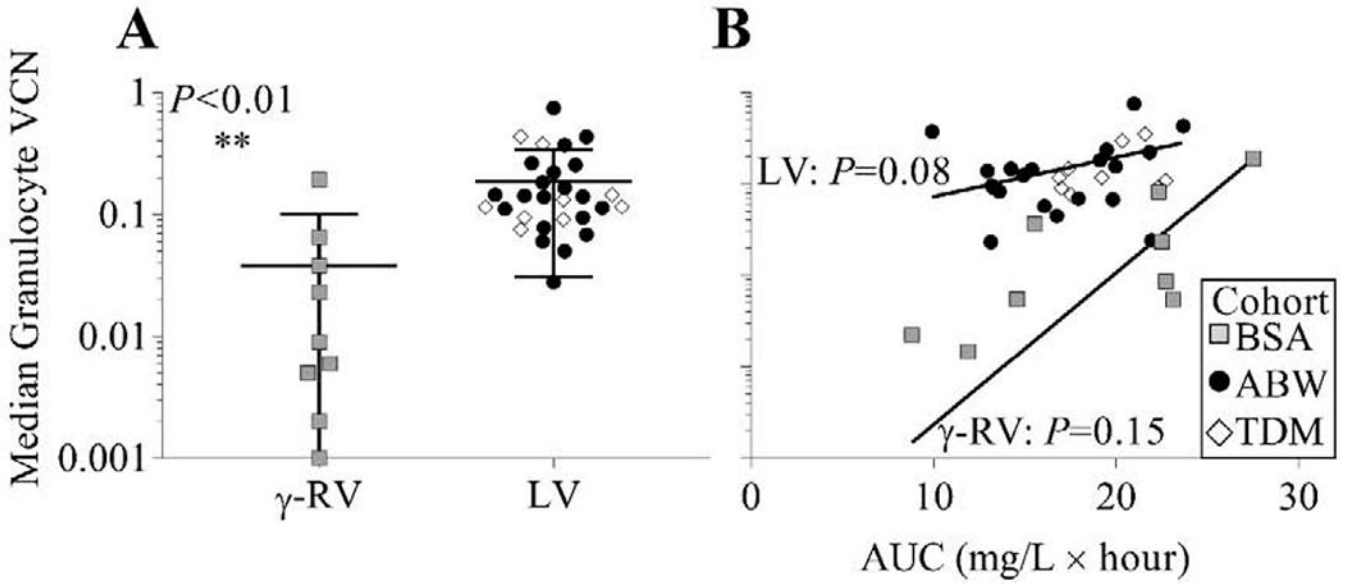 A
B
Median Granulocyte VCN
1
0.1
0.01
0.001
P<0.01
**
γ-RV
LV
LV: P=0.08
γ-RV: P=0.15
Cohort
BSA
ABW
TDM
0
10
20
30
AUC (mg/L × hour)